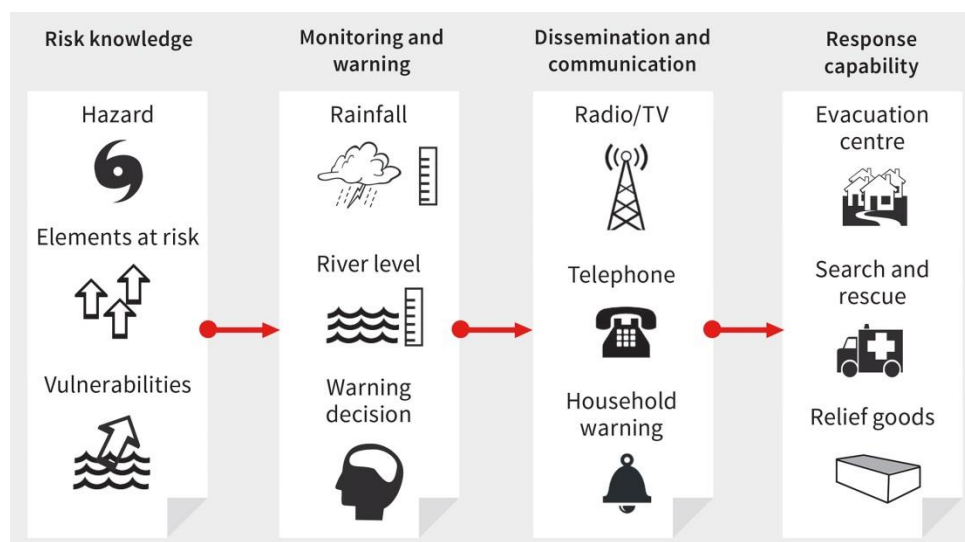 Risk knowledge
Monitoring and
warning
Dissemination and
communication
Response
capability
Hazard
Elements at risk
Vulnerabilities
Rainfall
River level
Warning
decision
Radio/TV
Telephone
Household
warning
Evacuation
centre
Search and
rescue
Relief goods